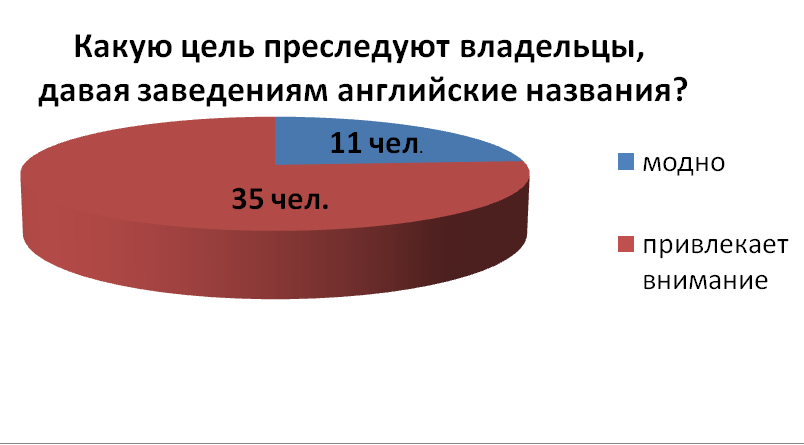 Какую цель преследуют владельцы,
давая заведениям английские названия?
11 чел.
35 чел.
модно
привлекает
внимание